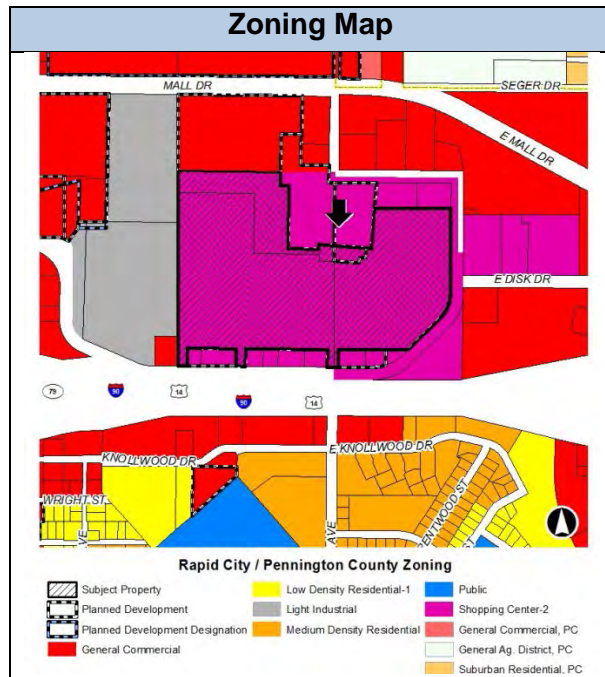 Zoning Map
MALL DR
SEGER DR
E MALL DR
E DISK DR
79
90
14
90
14
KNOLLWOOD DR
E KNOLLWOOD DR
WRIGHT ST
AVE
AVE
ST
Rapid City / Pennington County Zoning
Subject Property
Planned Development
Planned Development Designation
General Commercial
Low Density Residential-1
Light Industrial
Medium Density Residential
Public
Shopping Center-2
General Commercial, PC
General Ag. District, PC
Suburban Residential, PC